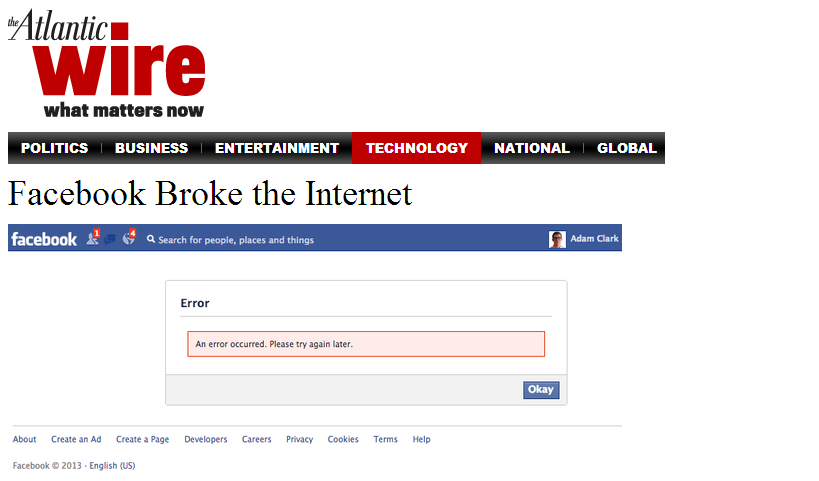 the Atlantic
wire
what matters now
POLITICS BUSINESS ENTERTAINMENT TECHNOLOGY NATIONAL GLOBAL
Facebook Broke the Internet
facebook 1 4 Search for people, places and things Adam Clark
Error
An error occurred. Please try again later.
Okay
About Create an Ad Create a Page Developers Careers Privacy Cookies Terms Help
Facebook © 2013 · English (US)